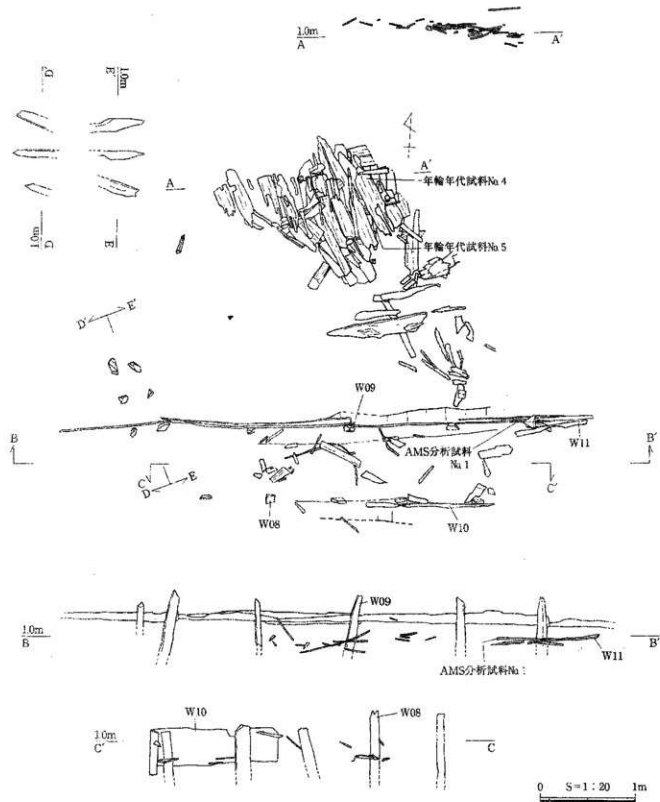 1.0m
A A'
D' E'
1.0m
A A'
年輪年代試料No.4
年輪年代試料No.5
1.0m
D E
D' E'
W09
B B'
AMS分析試料
No.1
W11
C C'
D E
W08
W10
W09
1.0m
B B'
W11
AMS分析試料No.1
W10
W08
1.0m
C' C
0 S=1:20 1m